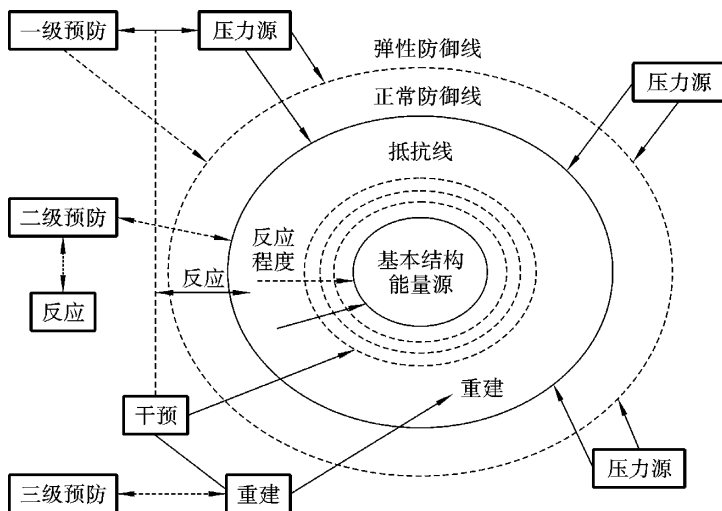 一级预防
压力源
弹性防御线
正常防御线
压力源
抵抗线
二级预防
反应
程度
基本结构
能量源
反应
反应
重建
干预
压力源
三级预防
重建